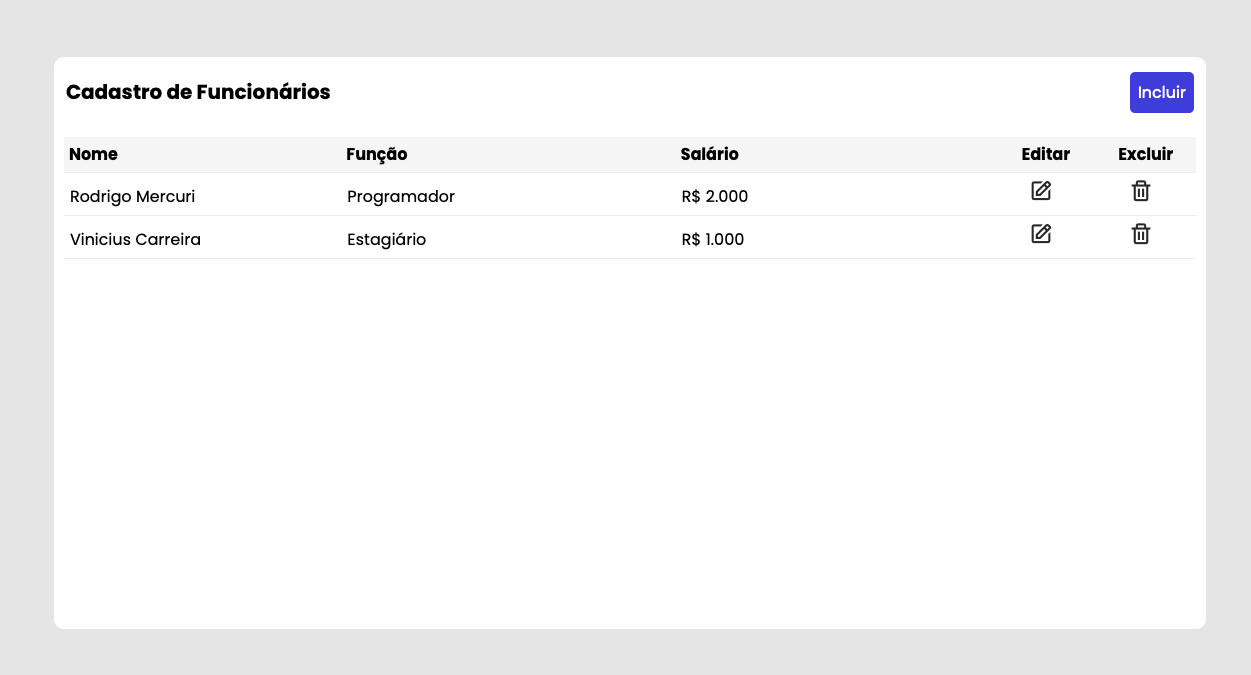 Cadastro de Funcionários Incluir
Nome Função Salário Editar Excluir
Rodrigo Mercuri Programador R$ 2.000
Vinicius Carreira Estagiário R$ 1.000